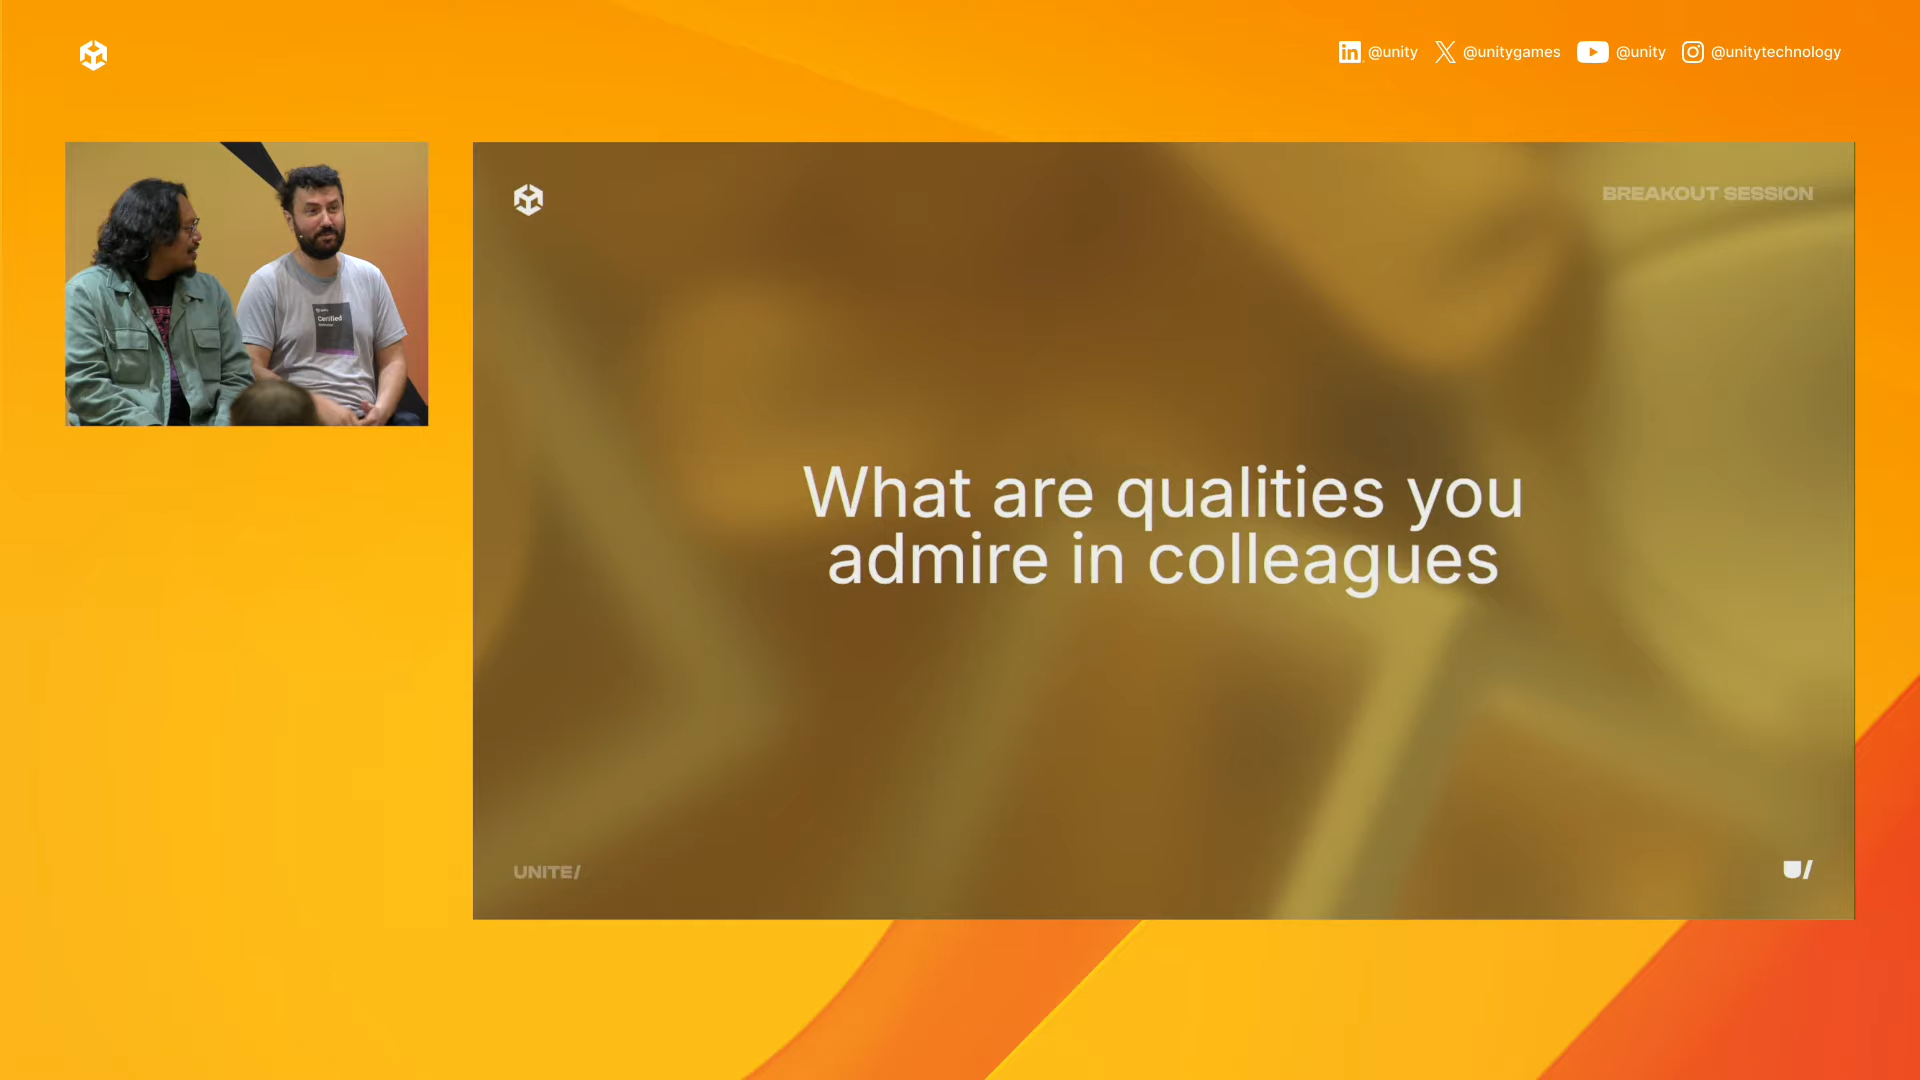 @unity @unitygames @unity @unitytechnology
BREAKOUT SESSION
Certified
What are qualities you
admire in colleagues
UNITE/
U/